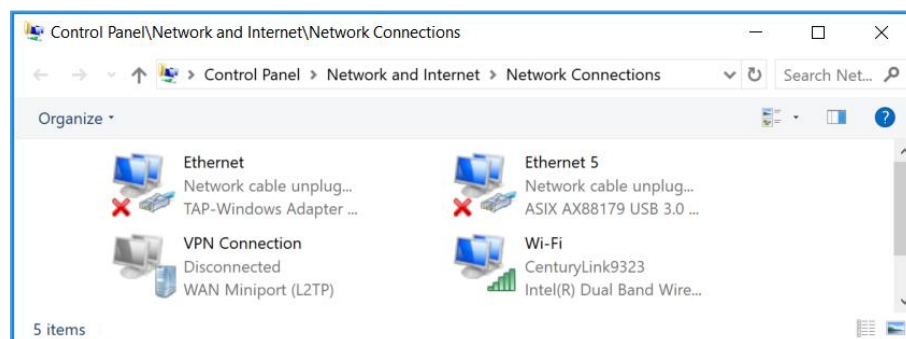 Control Panel\Network and Internet\Network Connections
Control Panel > Network and Internet > Network Connections
Search Net...
Organize
?
Ethernet
Network cable unplug...
TAP-Windows Adapter ...
Ethernet 5
Network cable unplug...
ASIX AX88179 USB 3.0 ...
VPN Connection
Disconnected
WAN Miniport (L2TP)
Wi-Fi
CenturyLink9323
Intel(R) Dual Band Wire...
5 items